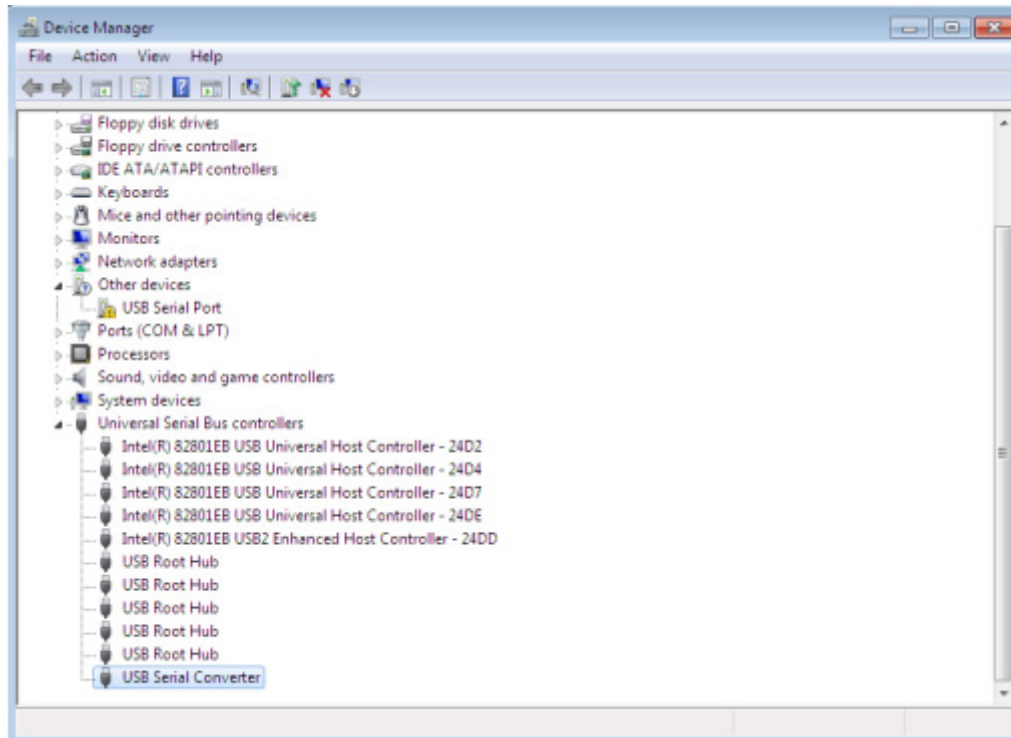 Device Manager
File Action View Help
Floppy disk drives
Floppy drive controllers
IDE ATA/ATAPI controllers
Keyboards
Mice and other pointing devices
Monitors
Network adapters
Other devices
USB Serial Port
Ports (COM & LPT)
Processors
Sound, video and game controllers
System devices
Universal Serial Bus controllers
Intel(R) 82801EB USB Universal Host Controller - 24D2
Intel(R) 82801EB USB Universal Host Controller - 24D4
Intel(R) 82801EB USB Universal Host Controller - 24D7
Intel(R) 82801EB USB Universal Host Controller - 24DE
Intel(R) 82801EB USB2 Enhanced Host Controller - 24DD
USB Root Hub
USB Root Hub
USB Root Hub
USB Root Hub
USB Root Hub
USB Serial Converter